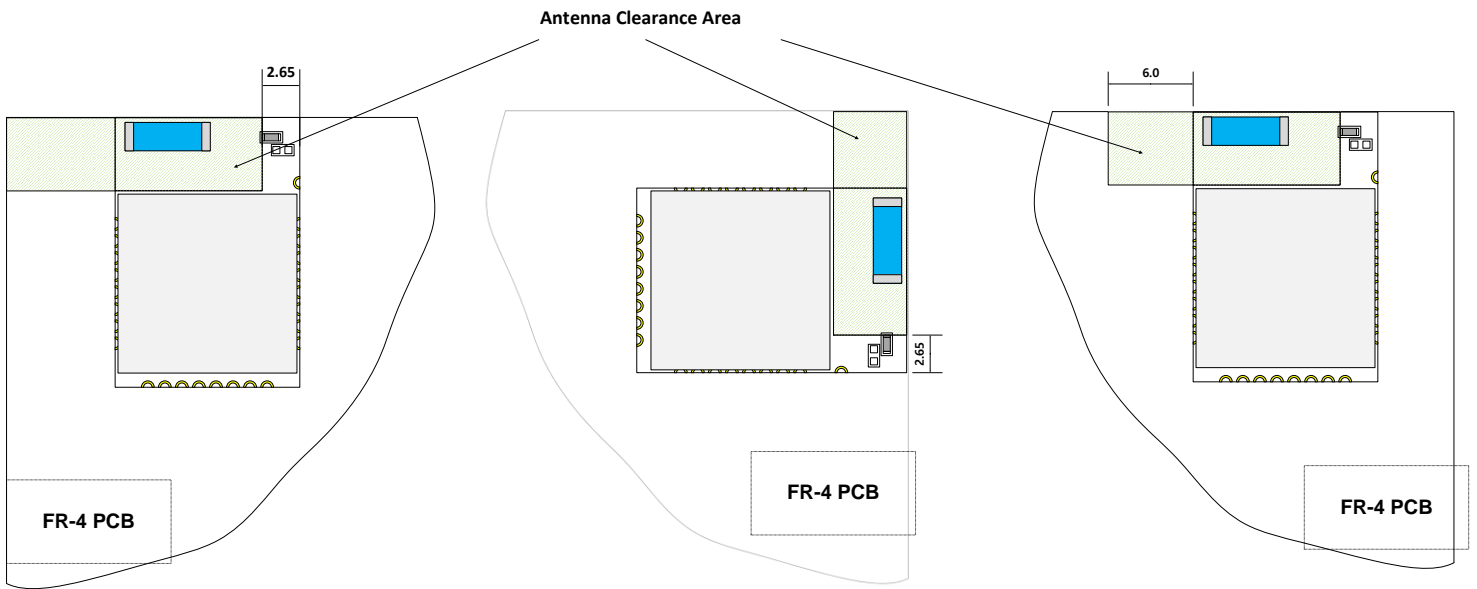 Antenna Clearance Area
2.65
6.0
2.65
FR-4 PCB
FR-4 PCB
FR-4 PCB